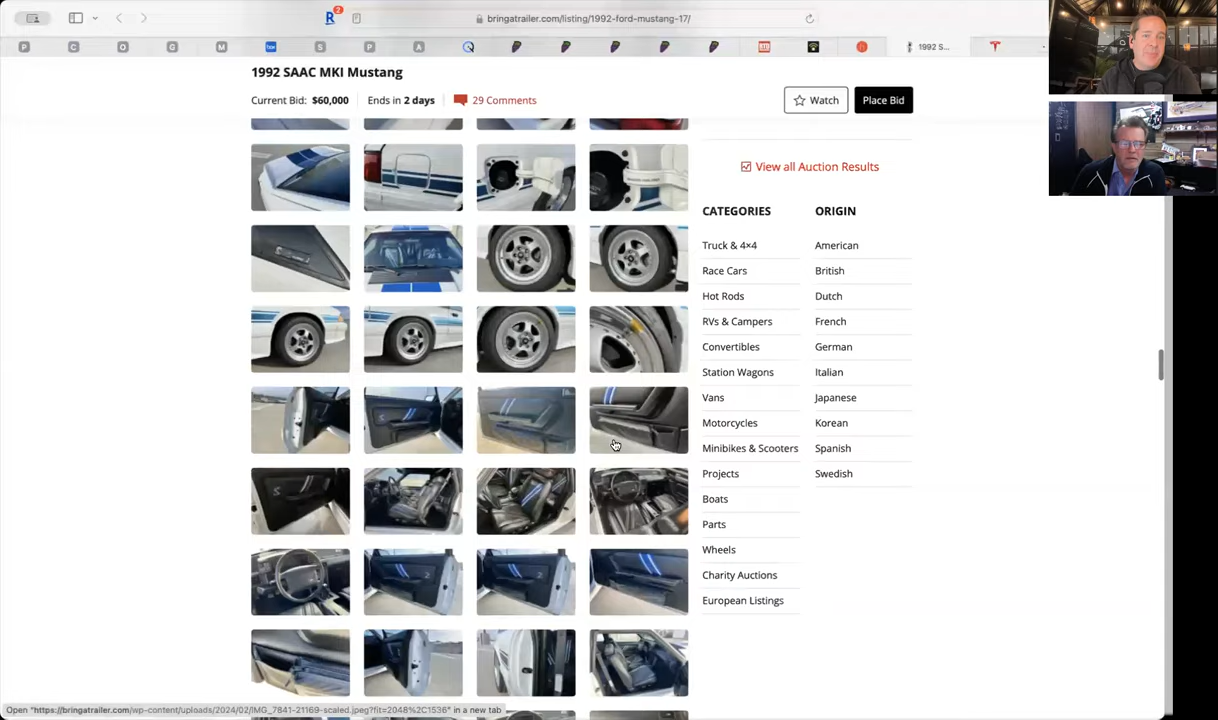 2
bringatrailer.com/listing/1992-ford-mustang-17/
P C O G M S P A 1992 S...
1992 SAAC MKI Mustang
Current Bid: $60,000 Ends in 2 days 29 Comments Watch Place Bid
View all Auction Results
CATEGORIES ORIGIN
Truck & 4×4 American
Race Cars British
Hot Rods Dutch
RVs & Campers French
Convertibles German
Station Wagons Italian
Vans Japanese
Motorcycles Korean
Minibikes & Scooters Spanish
Projects Swedish
Boats
Parts
Wheels
Charity Auctions
European Listings
Open "https://bringatrailer.com/wp-content/uploads/2024/02/IMG_7841-21169-scaled.jpeg?fit=2048%2C1536" in a new tab